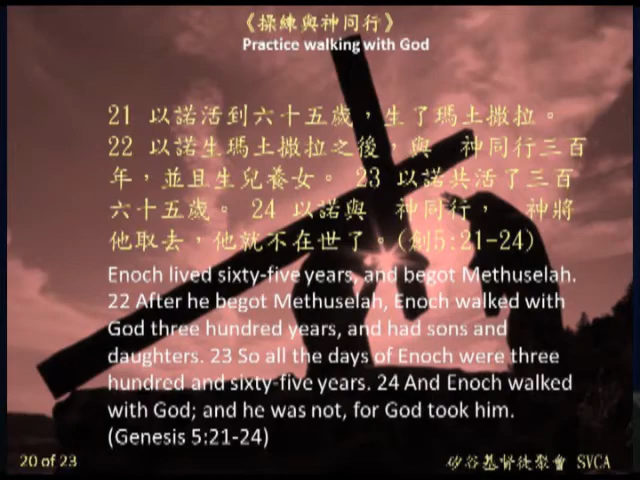 《操練與神同行》
Practice walking with God
21 以諾活到六十五歲，生了瑪土撒拉。
22 以諾生瑪土撒拉之後，與 神同行三百
年，並且生兒養女。 23 以諾共活了三百
六十五歲。 24 以諾與 神同行， 神將
他取去，他就不在世了。(創5:21-24)
Enoch lived sixty-five years, and begot Methuselah.
22 After he begot Methuselah, Enoch walked with
God three hundred years, and had sons and
daughters. 23 So all the days of Enoch were three
hundred and sixty-five years. 24 And Enoch walked
with God; and he was not, for God took him.
(Genesis 5:21-24)
20 of 23
矽谷基督徒聚會 SVCA